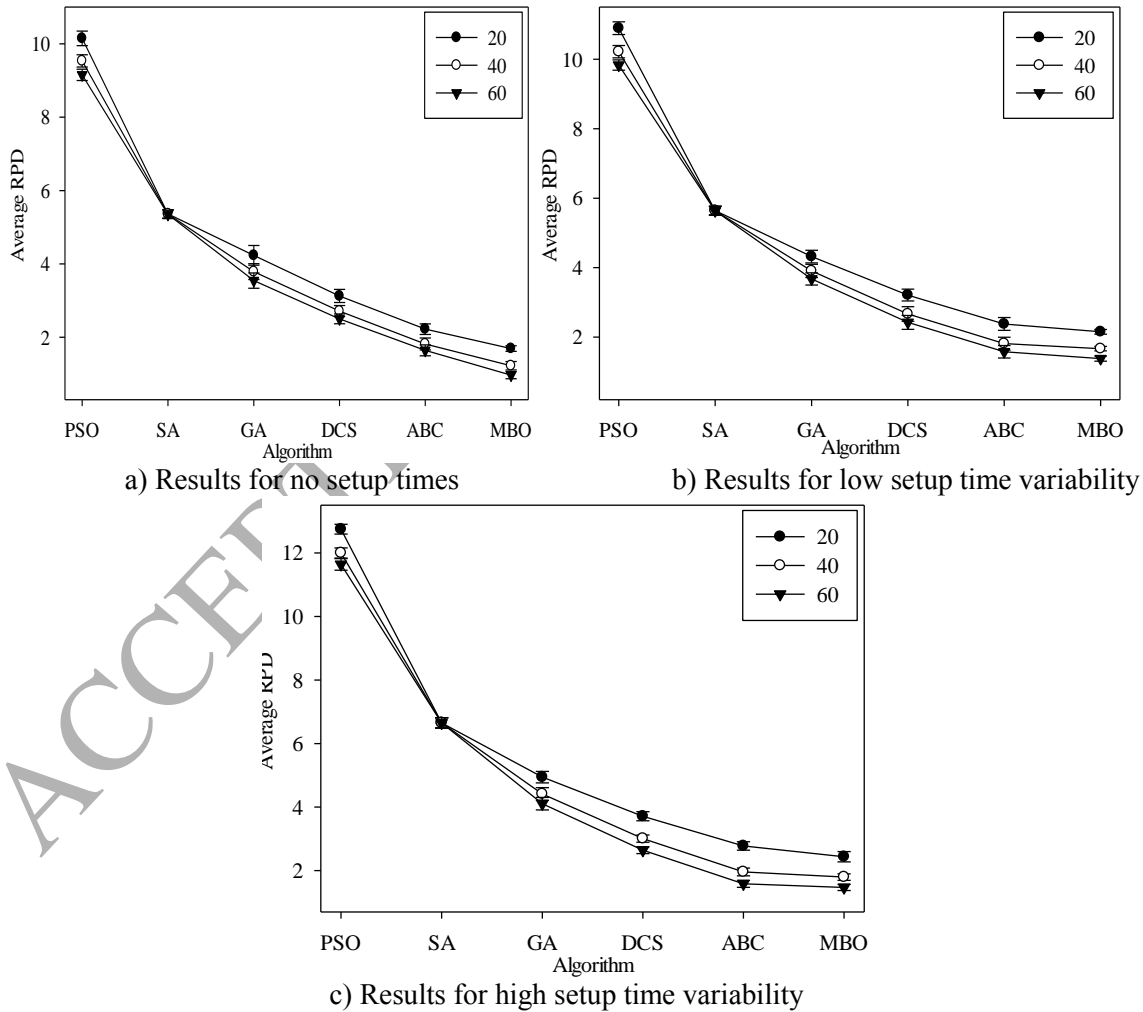 10
8
6
4
2
Average RPD
20
40
60
PSO SA GA DCS ABC MBO
Algorithm
a) Results for no setup times
10
8
6
4
2
Average RPD
20
40
60
PSO SA GA DCS ABC MBO
Algorithm
b) Results for low setup time variability
12
10
8
6
4
2
Average RPD
20
40
60
PSO SA GA DCS ABC MBO
Algorithm
c) Results for high setup time variability
ACCEPT